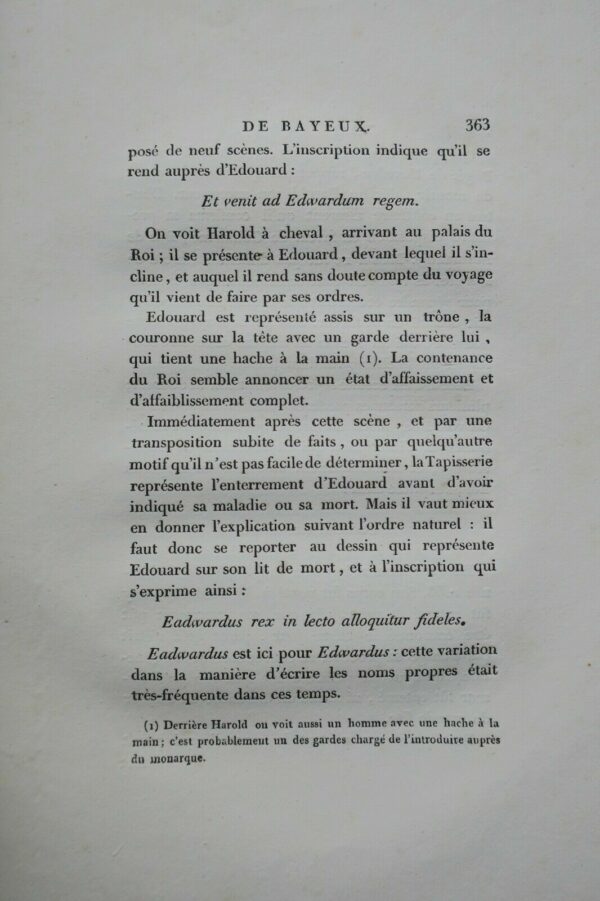 DE BAYEUX. 363
posé de neuf scènes. L'inscription indique qu'il se
rend auprès d'Edouard :
Et venit ad Edwardum regem.
On voit Harold à cheval , arrivant au palais du
Roi ; il se présente à Edouard , devant lequel il s'in-
cline , et auquel il rend sans doute compte du voyage
qu'il vient de faire par ses ordres.
Edouard est représenté assis sur un trône , la
couronne sur la tête avec un garde derrière lui ,
qui tient une hache à la main (1). La contenance
du Roi semble annoncer un état d'affaissement et
d'affaiblissement complet.
Immédiatement après cette scène , et par une
transposition subite de faits , ou par quelqu'autre
motif qu'il n'est pas facile de déterminer , la Tapisserie
représente l'enterrement d'Edouard avant d'avoir
indiqué sa maladie ou sa mort. Mais il vaut mieux
en donner l'explication suivant l'ordre naturel : il
faut donc se reporter au dessin qui représente
Edouard sur son lit de mort , et à l'inscription qui
s'exprime ainsi :
Eadwardus rex in lecto alloquitur fideles.
Eadwardus est ici pour Edwardus : cette variation
dans la manière d'écrire les noms propres était
très-fréquente dans ces temps.
(1) Derrière Harold on voit aussi un homme avec une hache à la
main ; c'est probablement un des gardes chargé de l'introduire auprès
du monarque.